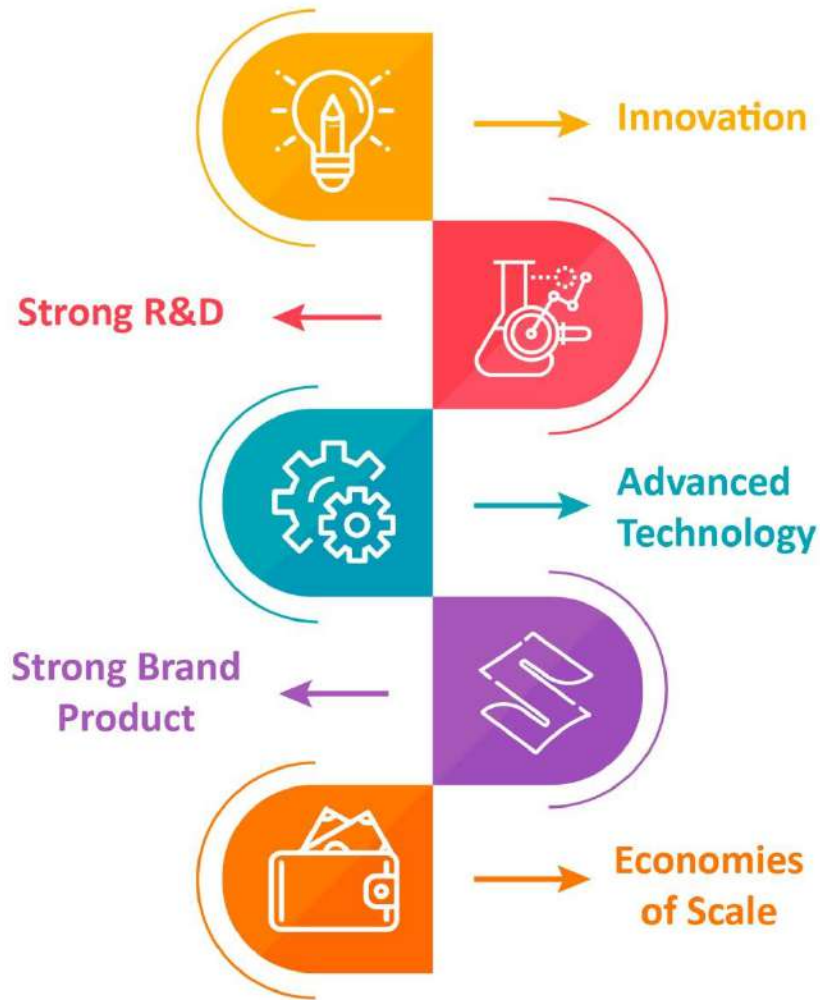 Innovation
Strong R&D
Advanced
Technology
Strong Brand
Product
Economies
of Scale